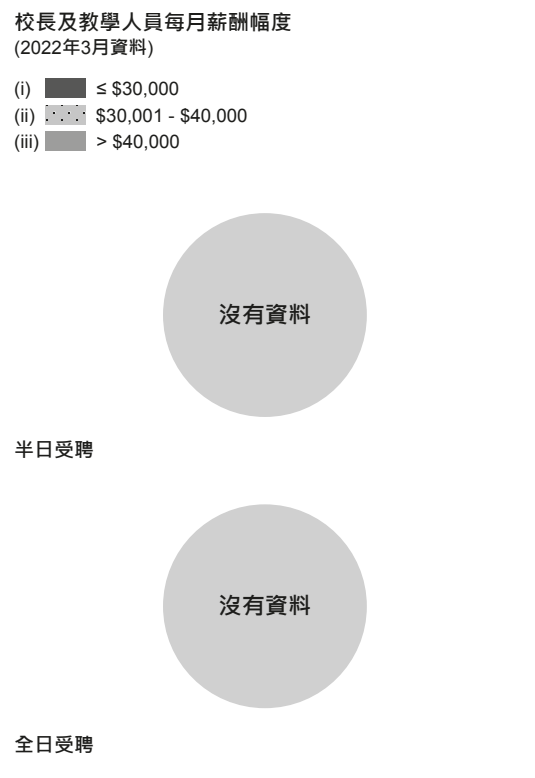 校長及教學人員每月薪酬幅度
(2022年3月資料)
(i) ≤ $30,000
(ii) $30,001 - $40,000
(iii) > $40,000
沒有資料
半日受聘
沒有資料
全日受聘